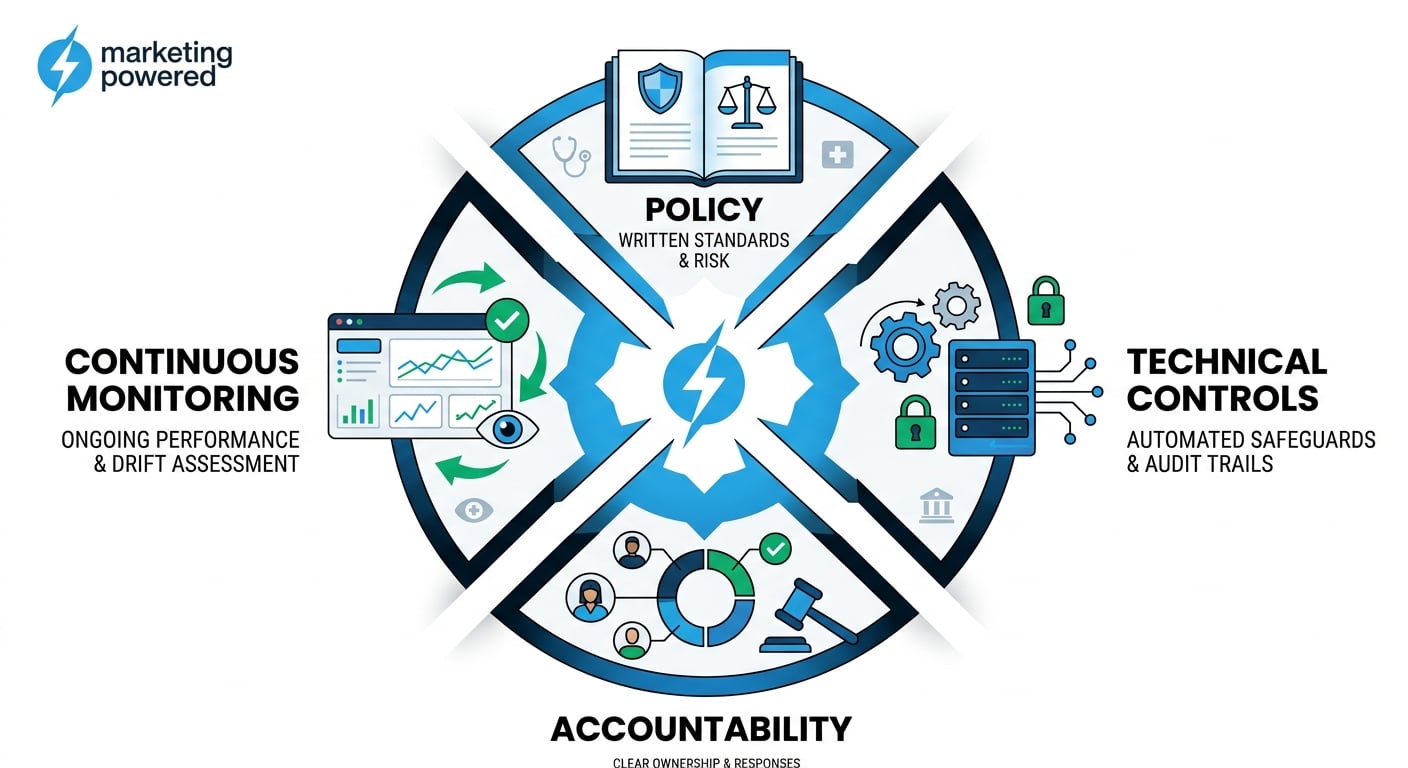 marketing
powered
POLICY
WRITTEN STANDARDS
& RISK
CONTINUOUS
MONITORING
ONGOING PERFORMANCE
& DRIFT ASSESSMENT
TECHNICAL
CONTROLS
AUTOMATED SAFEGUARDS
& AUDIT TRAILS
ACCOUNTABILITY
CLEAR OWNERSHIP & RESPONSES